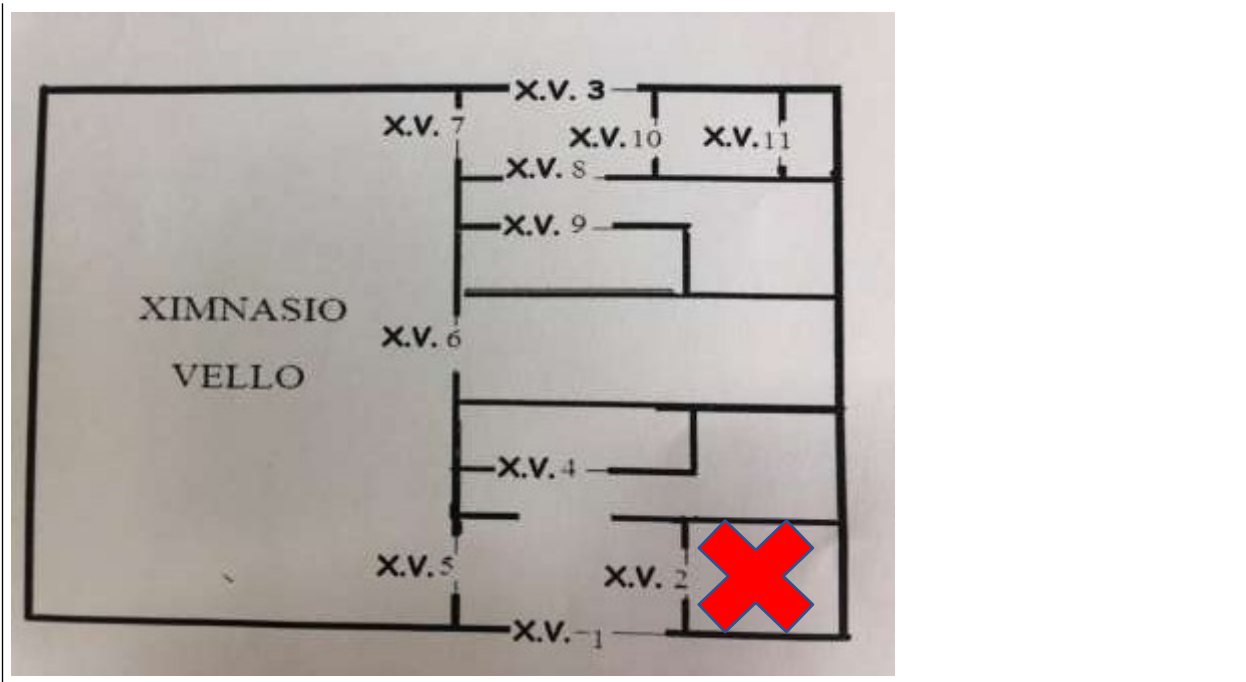 X.V. 3
X.V. 7
X.V. 10
X.V. 11
X.V. 8
X.V. 9
XIMNASIO
X.V. 6
VELLO
X.V. 4
X.V. 5
X.V. 2
X.V. 1